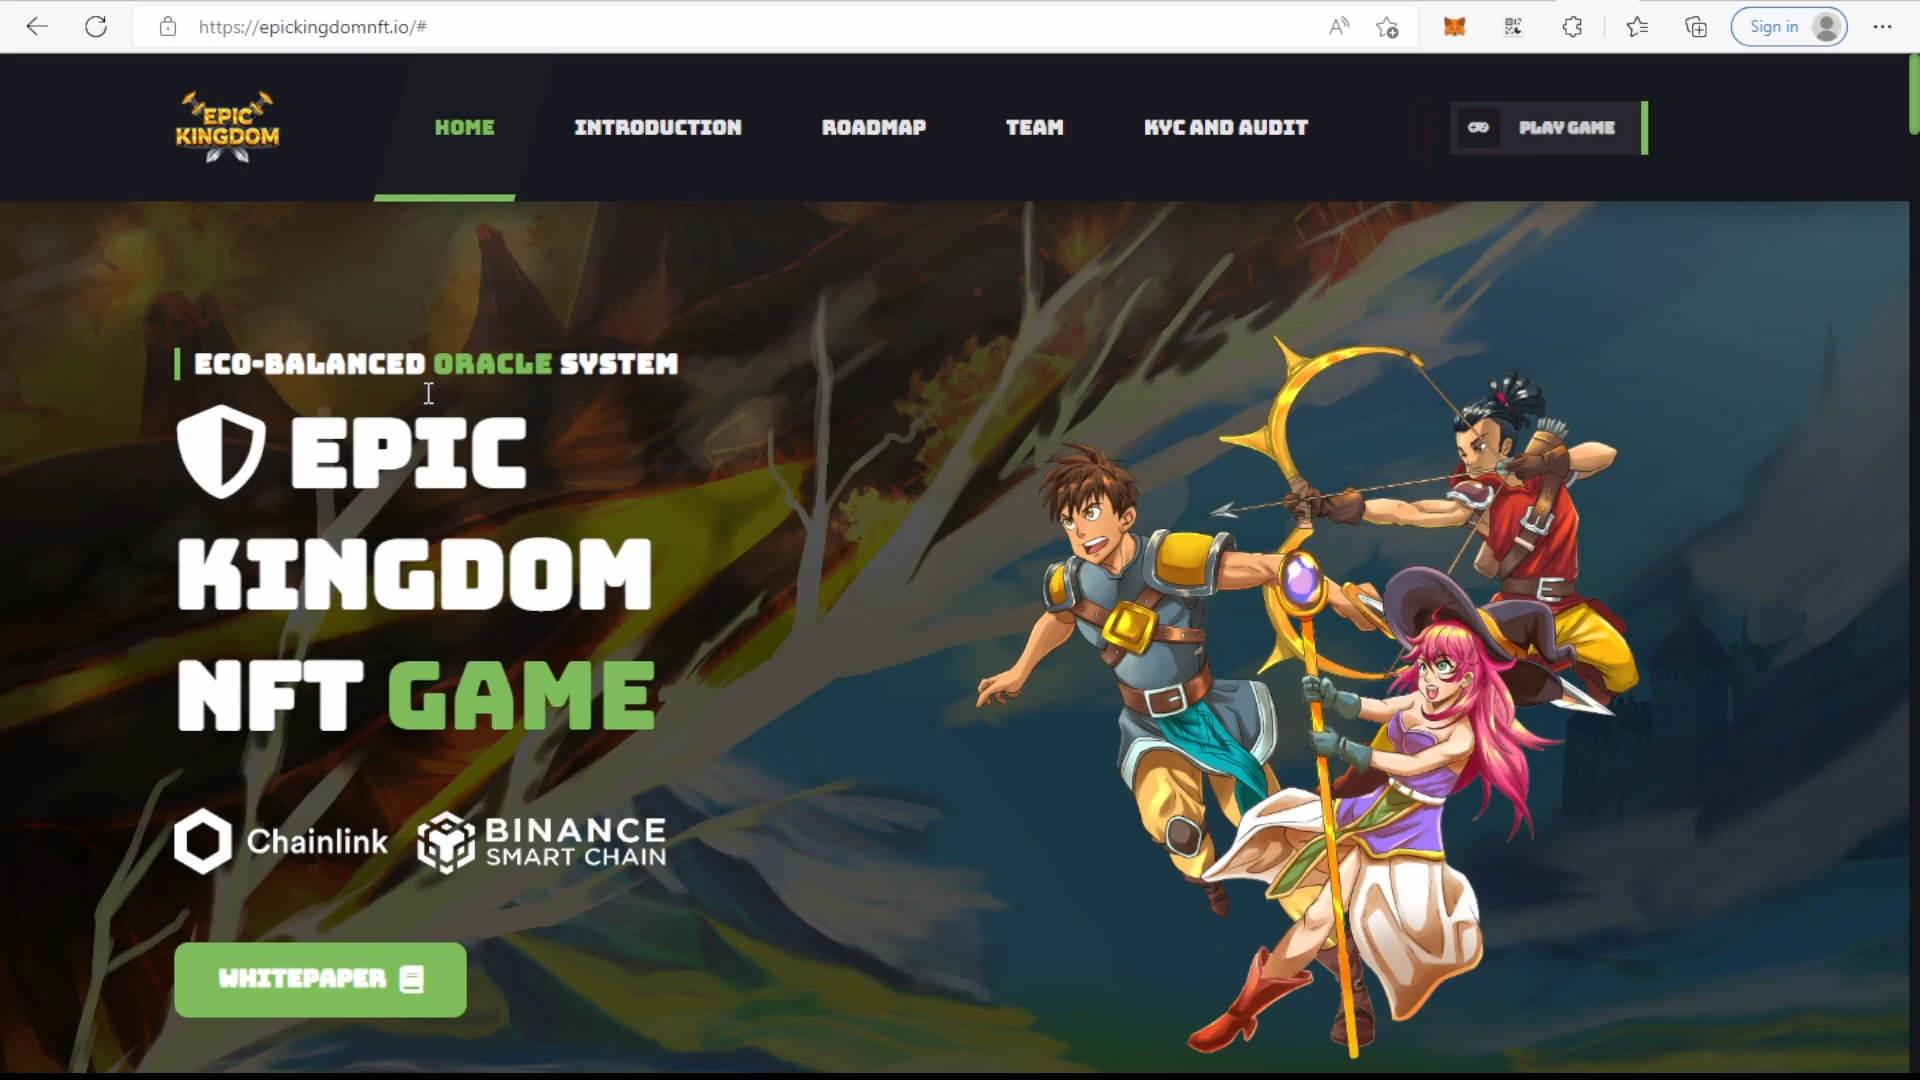 https://epickingdomnft.io/#
Sign in
EPIC
KINGDOM
HOME
INTRODUCTION
ROADMAP
TEAM
KYC AND AUDIT
PLAY GAME
ECO-BALANCED ORACLE SYSTEM
EPIC
KINGDOM
NFT GAME
Chainlink
BINANCE
SMART CHAIN
WHITEPAPER